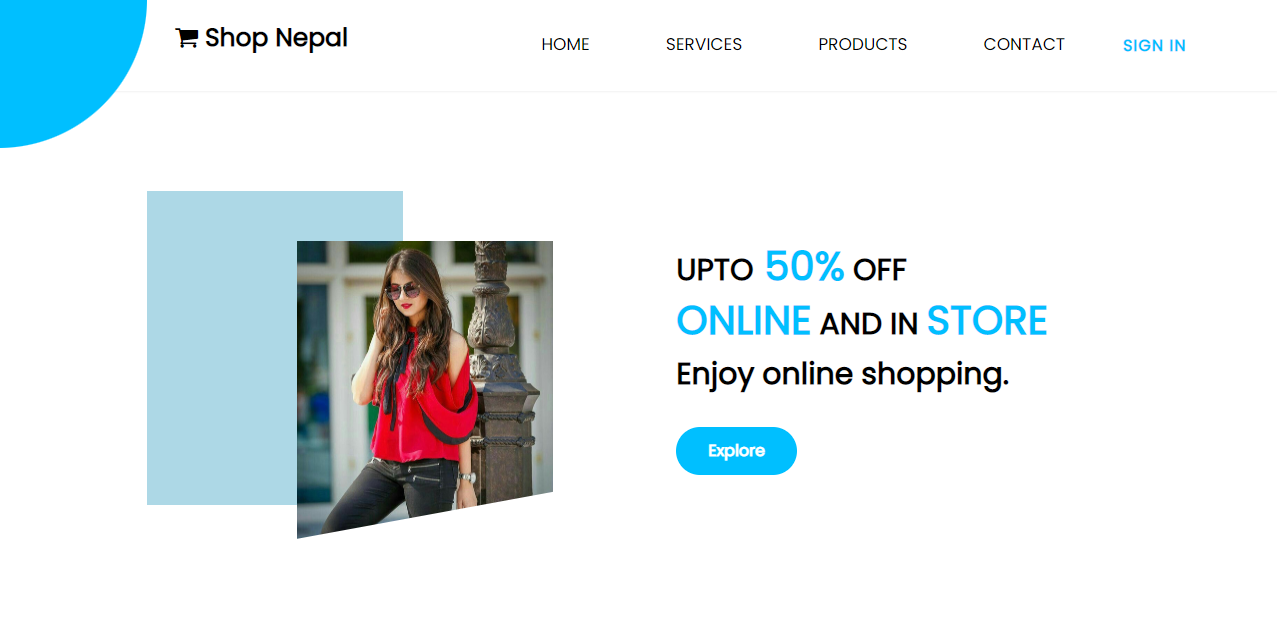 Shop Nepal
HOME SERVICES PRODUCTS CONTACT SIGN IN
UPTO 50% OFF
ONLINE AND IN STORE
Enjoy online shopping.
Explore